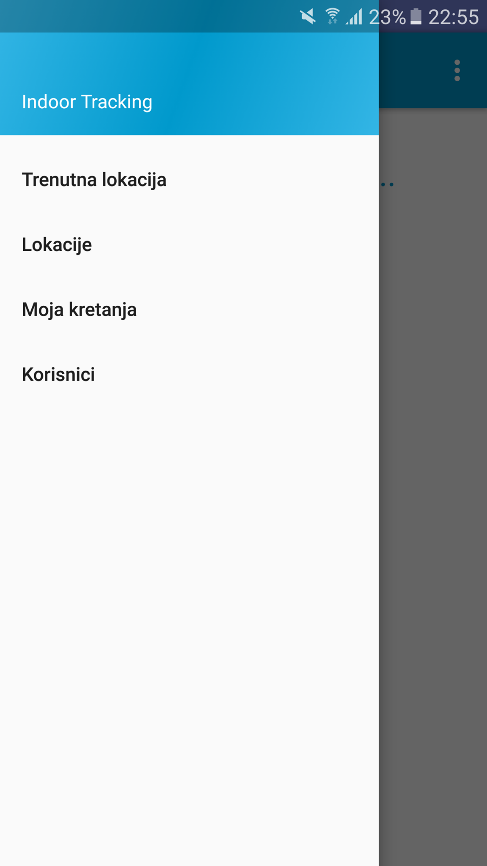 23% 22:55
Indoor Tracking
Trenutna lokacija
Lokacije
Moja kretanja
Korisnici